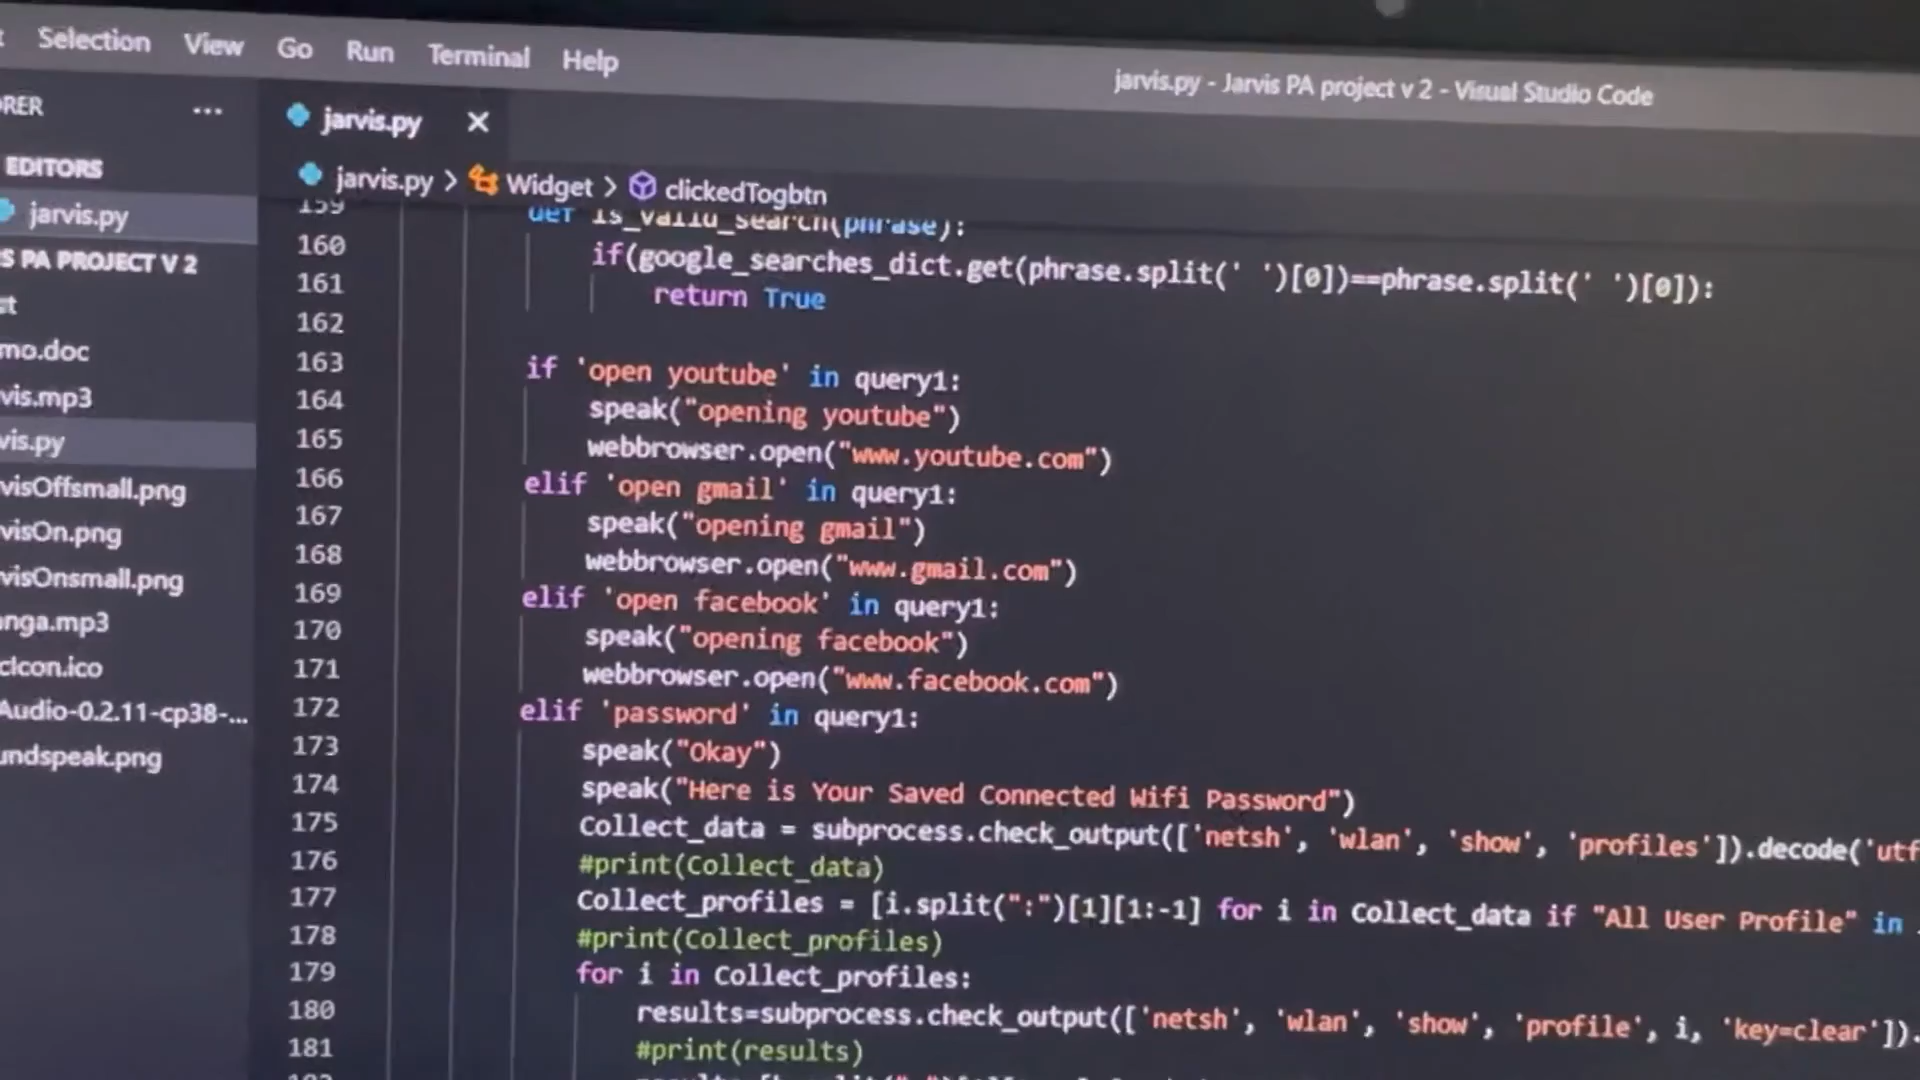 Selection View Go Run Terminal Help
jarvis.py - Jarvis PA project v 2 - Visual Studio Code
...
jarvis.py ×
EDITORS
jarvis.py > Widget > clickedTogbtn
jarvis.py
PA PROJECT V 2
mo.doc
vis.mp3
vis.py
visOffsmall.png
visOn.png
visOnsmall.png
anga.mp3
cIcon.ico
Audio-0.2.11-cp38-...
undspeak.png
159 def is_valid_search(phrase):
160 if(google_searches_dict.get(phrase.split(' ')[0])==phrase.split(' ')[0]):
161 return True
162
163 if 'open youtube' in query1:
164 speak("opening youtube")
165 webbrowser.open("www.youtube.com")
166 elif 'open gmail' in query1:
167 speak("opening gmail")
168 webbrowser.open("www.gmail.com")
169 elif 'open facebook' in query1:
170 speak("opening facebook")
171 webbrowser.open("www.facebook.com")
172 elif 'password' in query1:
173 speak("Okay")
174 speak("Here is Your Saved Connected Wifi Password")
175 Collect_data = subprocess.check_output(['netsh', 'wlan', 'show', 'profiles']).decode('utf
176 #print(Collect_data)
177 Collect_profiles = [i.split(":")[1][1:-1] for i in Collect_data if "All User Profile" in
178 #print(Collect_profiles)
179 for i in Collect_profiles:
180 results=subprocess.check_output(['netsh', 'wlan', 'show', 'profile', i, 'key=clear']).
181 #print(results)